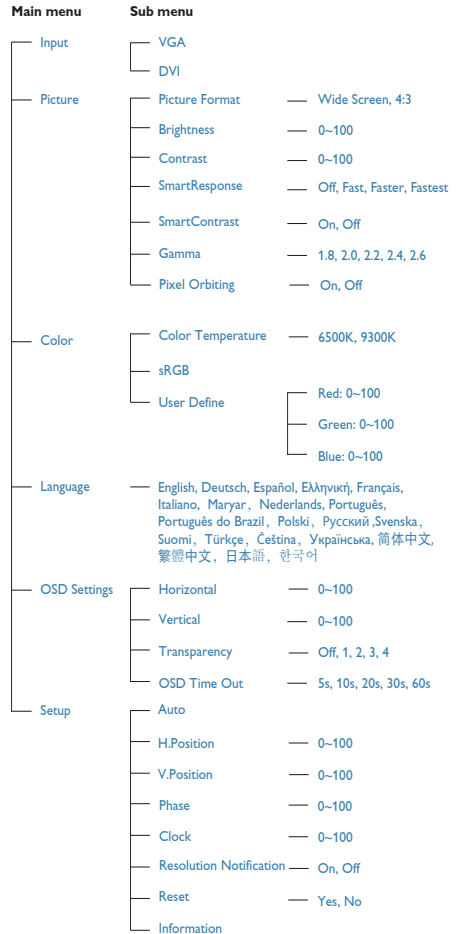 Main menu Sub menu
Input VGA
DVI
Picture Picture Format Wide Screen, 4:3
Brightness 0~100
Contrast 0~100
SmartResponse Off, Fast, Faster, Fastest
SmartContrast On, Off
Gamma 1.8, 2.0, 2.2, 2.4, 2.6
Pixel Orbiting On, Off
Color Color Temperature 6500K, 9300K
sRGB
User Define Red: 0~100
Green: 0~100
Blue: 0~100
Language English, Deutsch, Español, Ελληνική, Français,
Italiano, Maryar, Nederlands, Português,
Português do Brazil, Polski, Русский ,Svenska,
Suomi, Türkçe, Čeština, Українська, 简体中文,
繁體中文, 日本語, 한국어
OSD Settings Horizontal 0~100
Vertical 0~100
Transparency Off, 1, 2, 3, 4
OSD Time Out 5s, 10s, 20s, 30s, 60s
Setup Auto
H.Position 0~100
V.Position 0~100
Phase 0~100
Clock 0~100
Resolution Notification On, Off
Reset Yes, No
Information